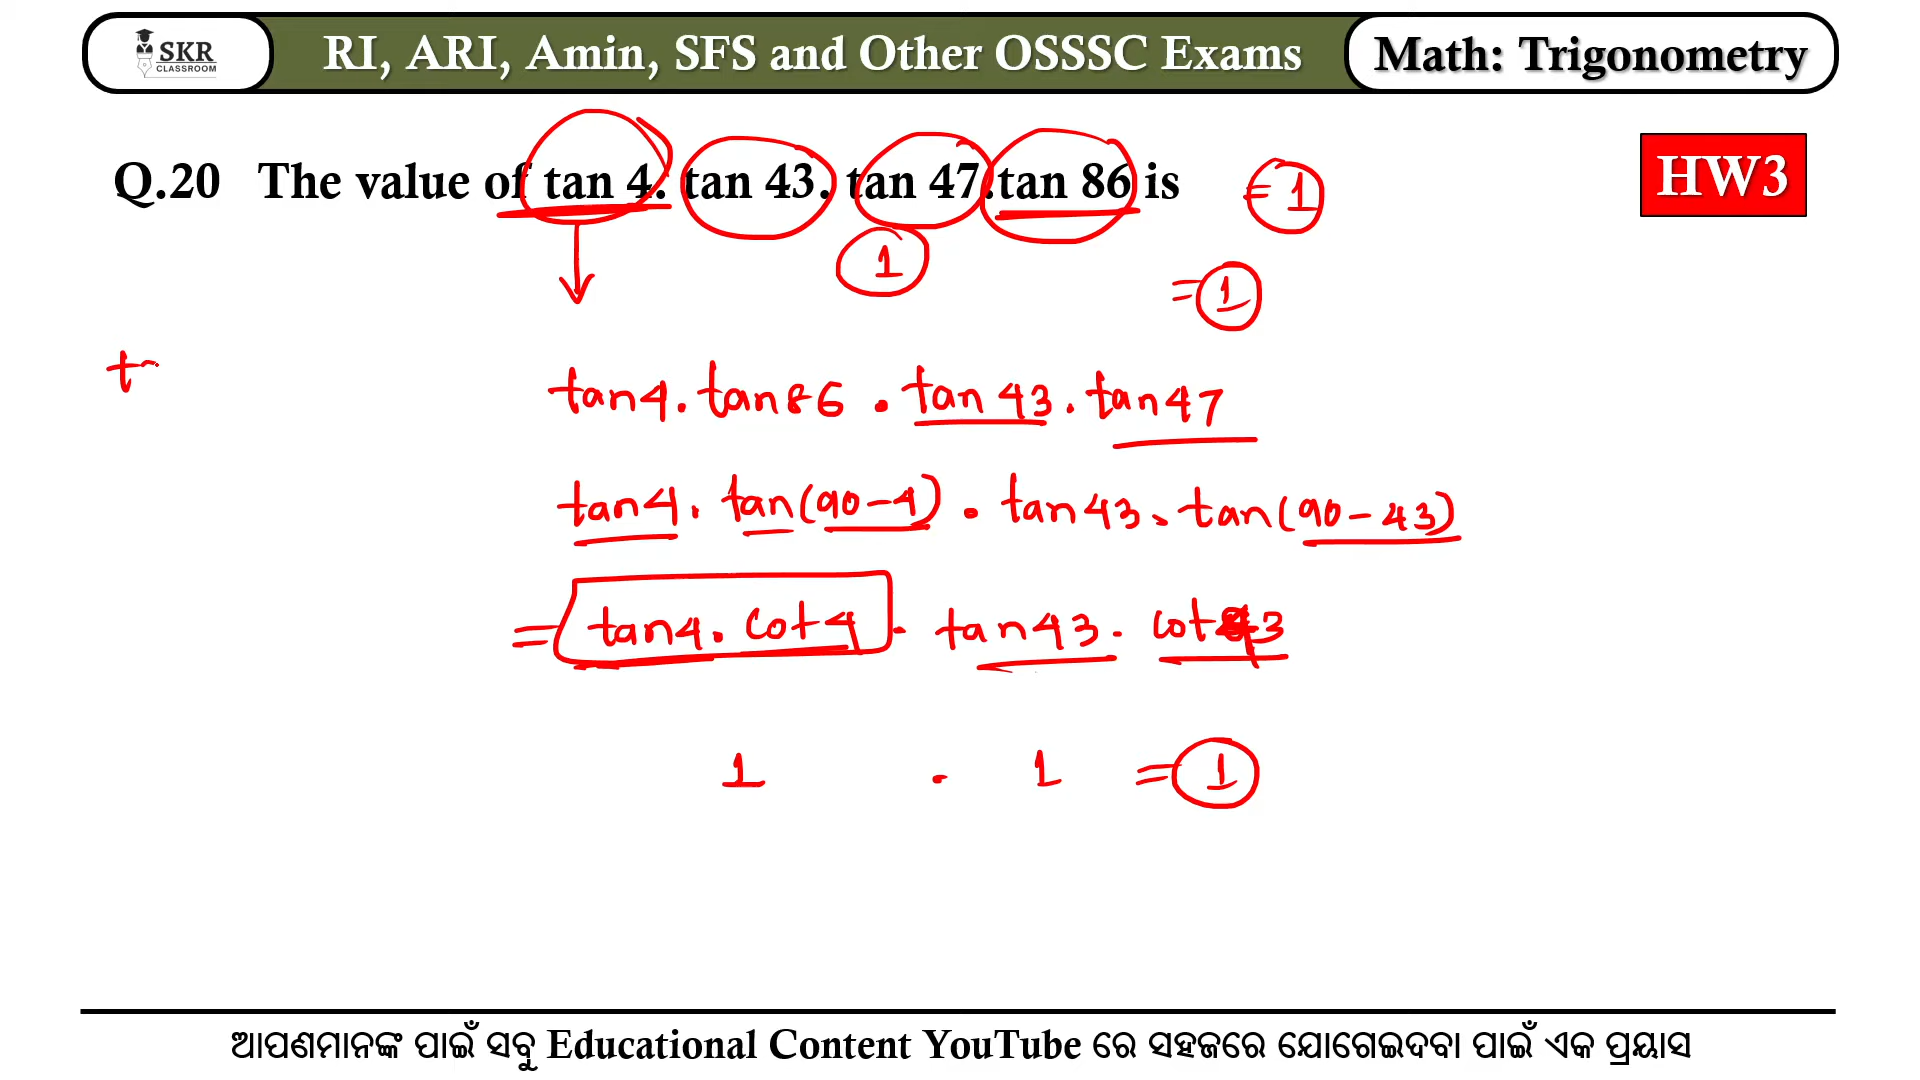 SKR
CLASSROOM
RI, ARI, Amin, SFS and Other OSSSC Exams
Math: Trigonometry
Q.20 The value of tan 4. tan 43. tan 47.tan 86 is = 1
HW3
1
= 1
t
tan4. tan86 . tan 43 . tan47
tan4. tan(90-4) . tan43. tan(90-43)
= tan4. cot4 . tan43. cot43
1 . 1 = 1
ଆପଣମାନଙ୍କ ପାଇଁ ସବୁ Educational Content YouTube ରେ ସହଜରେ ଯୋଗେଇଦବା ପାଇଁ ଏକ ପ୍ରୟାସ